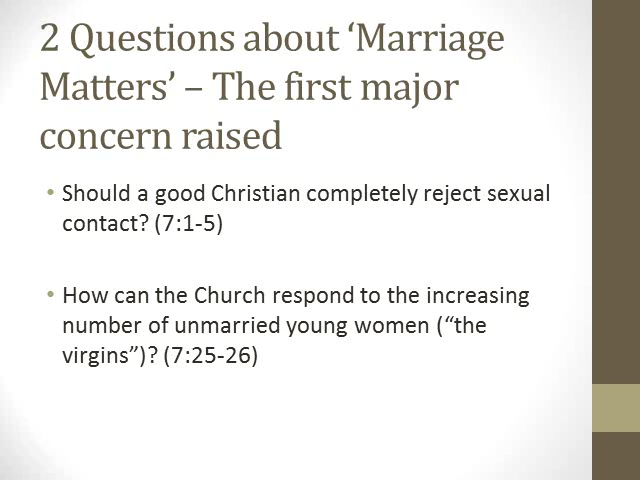 2 Questions about ‘Marriage
Matters’ – The first major
concern raised
• Should a good Christian completely reject sexual
contact? (7:1-5)
• How can the Church respond to the increasing
number of unmarried young women (“the
virgins”)? (7:25-26)